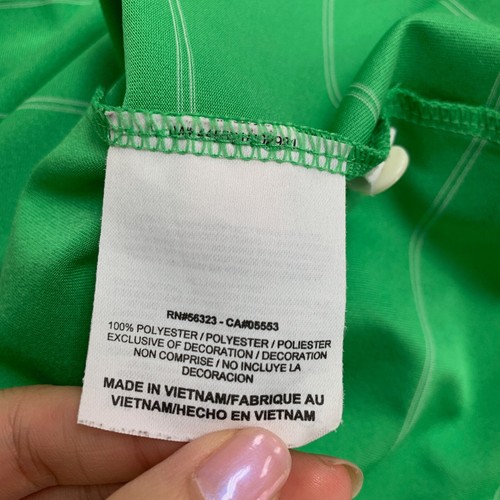 RN#56323 - CA#05553
100% POLYESTER / POLYESTER / POLIESTER
EXCLUSIVE OF DECORATION / DECORATION
NON COMPRISE / NO INCLUYE LA
DECORACION
MADE IN VIETNAM/FABRIQUE AU
VIETNAM/HECHO EN VIETNAM